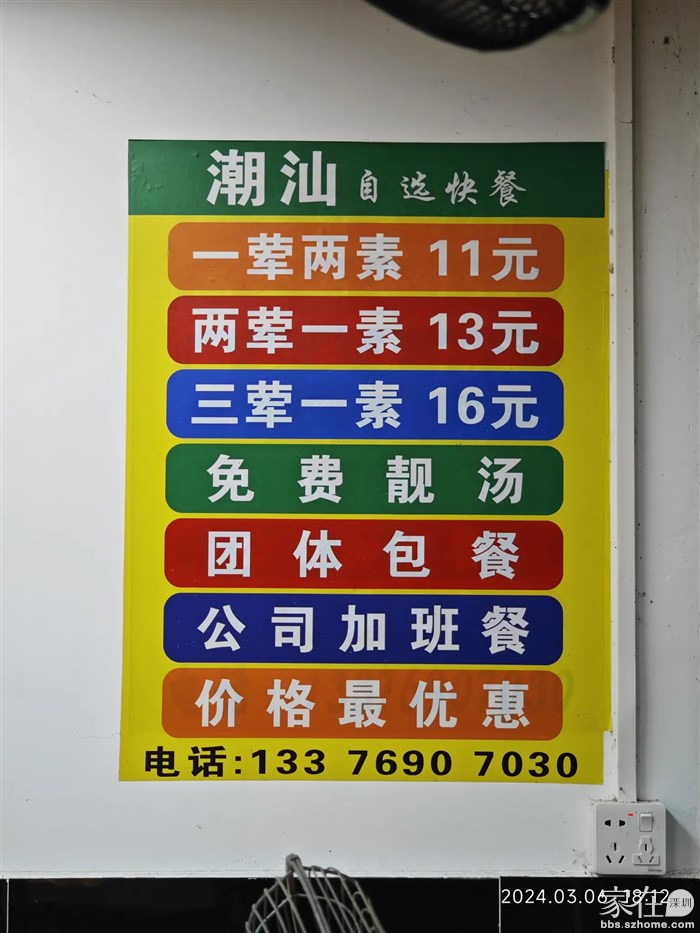 潮汕 自选快餐
一荤两素 11元
两荤一素 13元
三荤一素 16元
免费靓汤
团体包餐
公司加班餐
价格最优惠
电话:133 7690 7030
2024.03.06 18:12
家在深圳
bbs.szhome.com